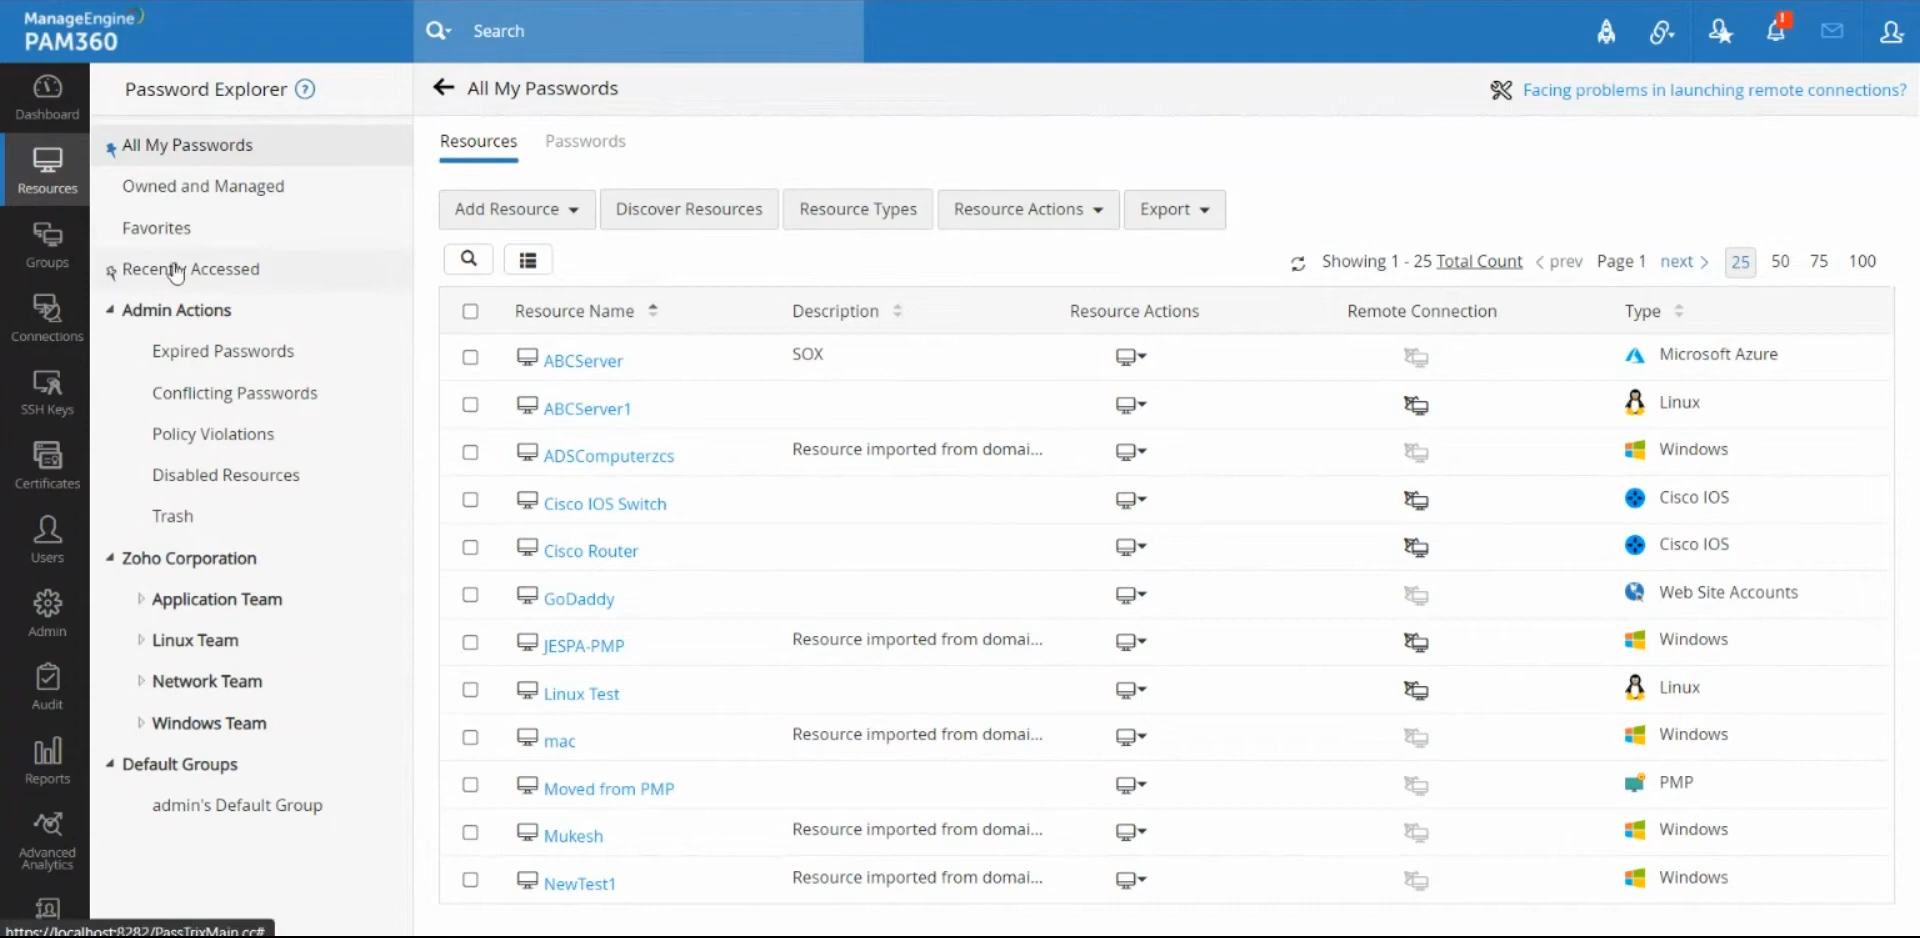 ManageEngine
PAM360
Search
!
Dashboard
Resources
Groups
Connections
SSH Keys
Certificates
Users
Admin
Audit
Reports
Advanced
Analytics
Password Explorer ?
All My Passwords
Owned and Managed
Favorites
Recently Accessed
Admin Actions
Expired Passwords
Conflicting Passwords
Policy Violations
Disabled Resources
Trash
Zoho Corporation
Application Team
Linux Team
Network Team
Windows Team
Default Groups
admin's Default Group
https://localhost:8282/PassTrixMain.cc#
All My Passwords
Facing problems in launching remote connections?
Resources Passwords
Add Resource Discover Resources Resource Types Resource Actions Export
Showing 1 - 25 Total Count prev Page 1 next 25 50 75 100
Resource Name Description Resource Actions Remote Connection Type
ABCServer SOX Microsoft Azure
ABCServer1 Linux
ADSComputerzcs Resource imported from domai... Windows
Cisco IOS Switch Cisco IOS
Cisco Router Cisco IOS
GoDaddy Web Site Accounts
JESPA-PMP Resource imported from domai... Windows
Linux Test Linux
mac Resource imported from domai... Windows
Moved from PMP PMP
Mukesh Resource imported from domai... Windows
NewTest1 Resource imported from domai... Windows